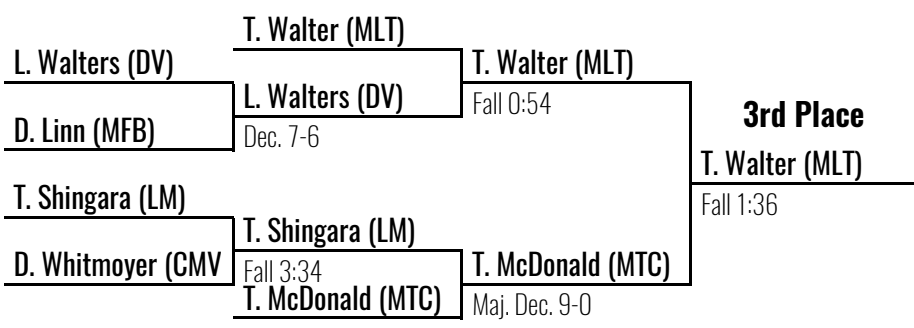 T. Walter (MLT)
L. Walters (DV)
T. Walter (MLT)
L. Walters (DV)
Fall 0:54
3rd Place
D. Linn (MFB)
Dec. 7-6
T. Walter (MLT)
T. Shingara (LM)
Fall 1:36
T. Shingara (LM)
D. Whitmoyer (CMV
Fall 3:34
T. McDonald (MTC)
T. McDonald (MTC)
Maj. Dec. 9-0